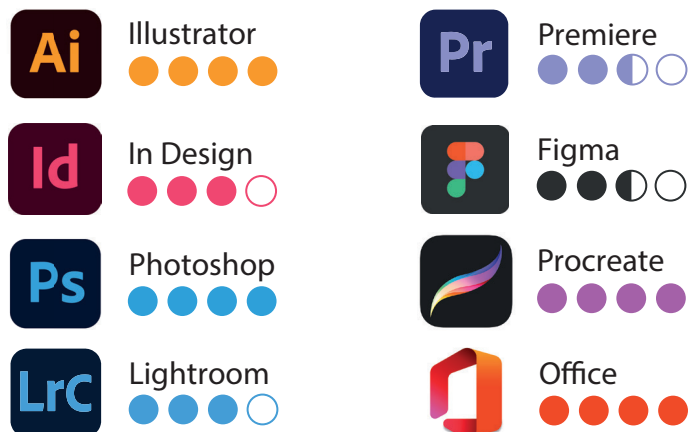 Ai
Illustrator
Id
In Design
Ps
Photoshop
LrC
Lightroom
Pr
Premiere
Figma
Procreate
Office